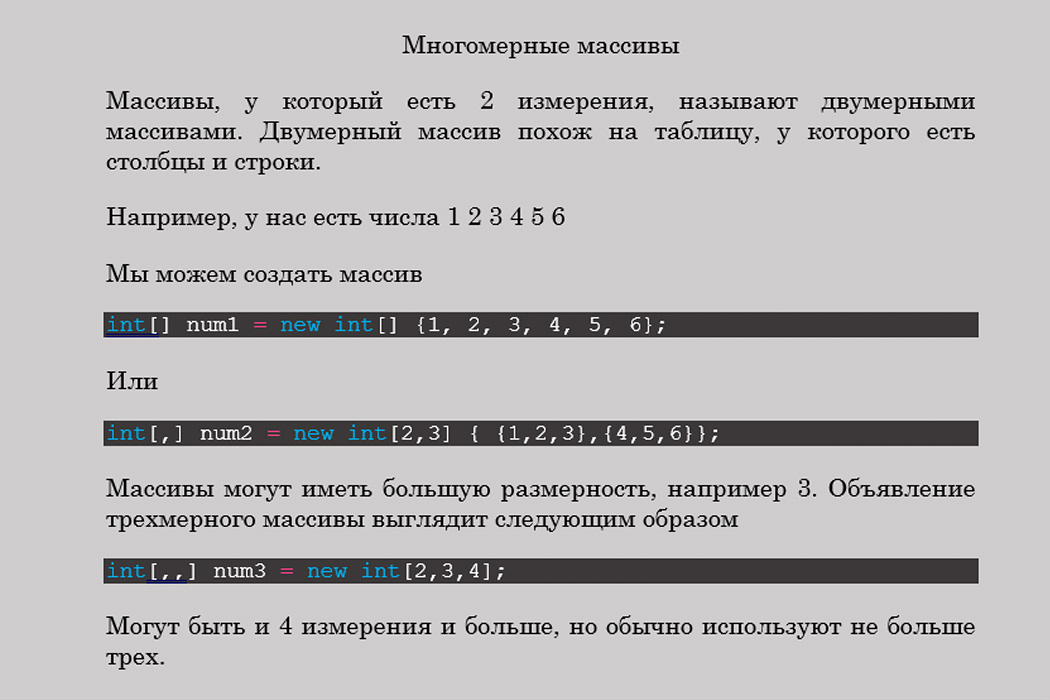 Многомерные массивы
Массивы, у который есть 2 измерения, называют двумерными
массивами. Двумерный массив похож на таблицу, у которого есть
столбцы и строки.
Например, у нас есть числа 1 2 3 4 5 6
Мы можем создать массив
int[] num1 = new int[] {1, 2, 3, 4, 5, 6};
Или
int[,] num2 = new int[2,3] { {1,2,3},{4,5,6}};
Массивы могут иметь большую размерность, например 3. Объявление
трехмерного массивы выглядит следующим образом
int[,,] num3 = new int[2,3,4];
Могут быть и 4 измерения и больше, но обычно используют не больше
трех.